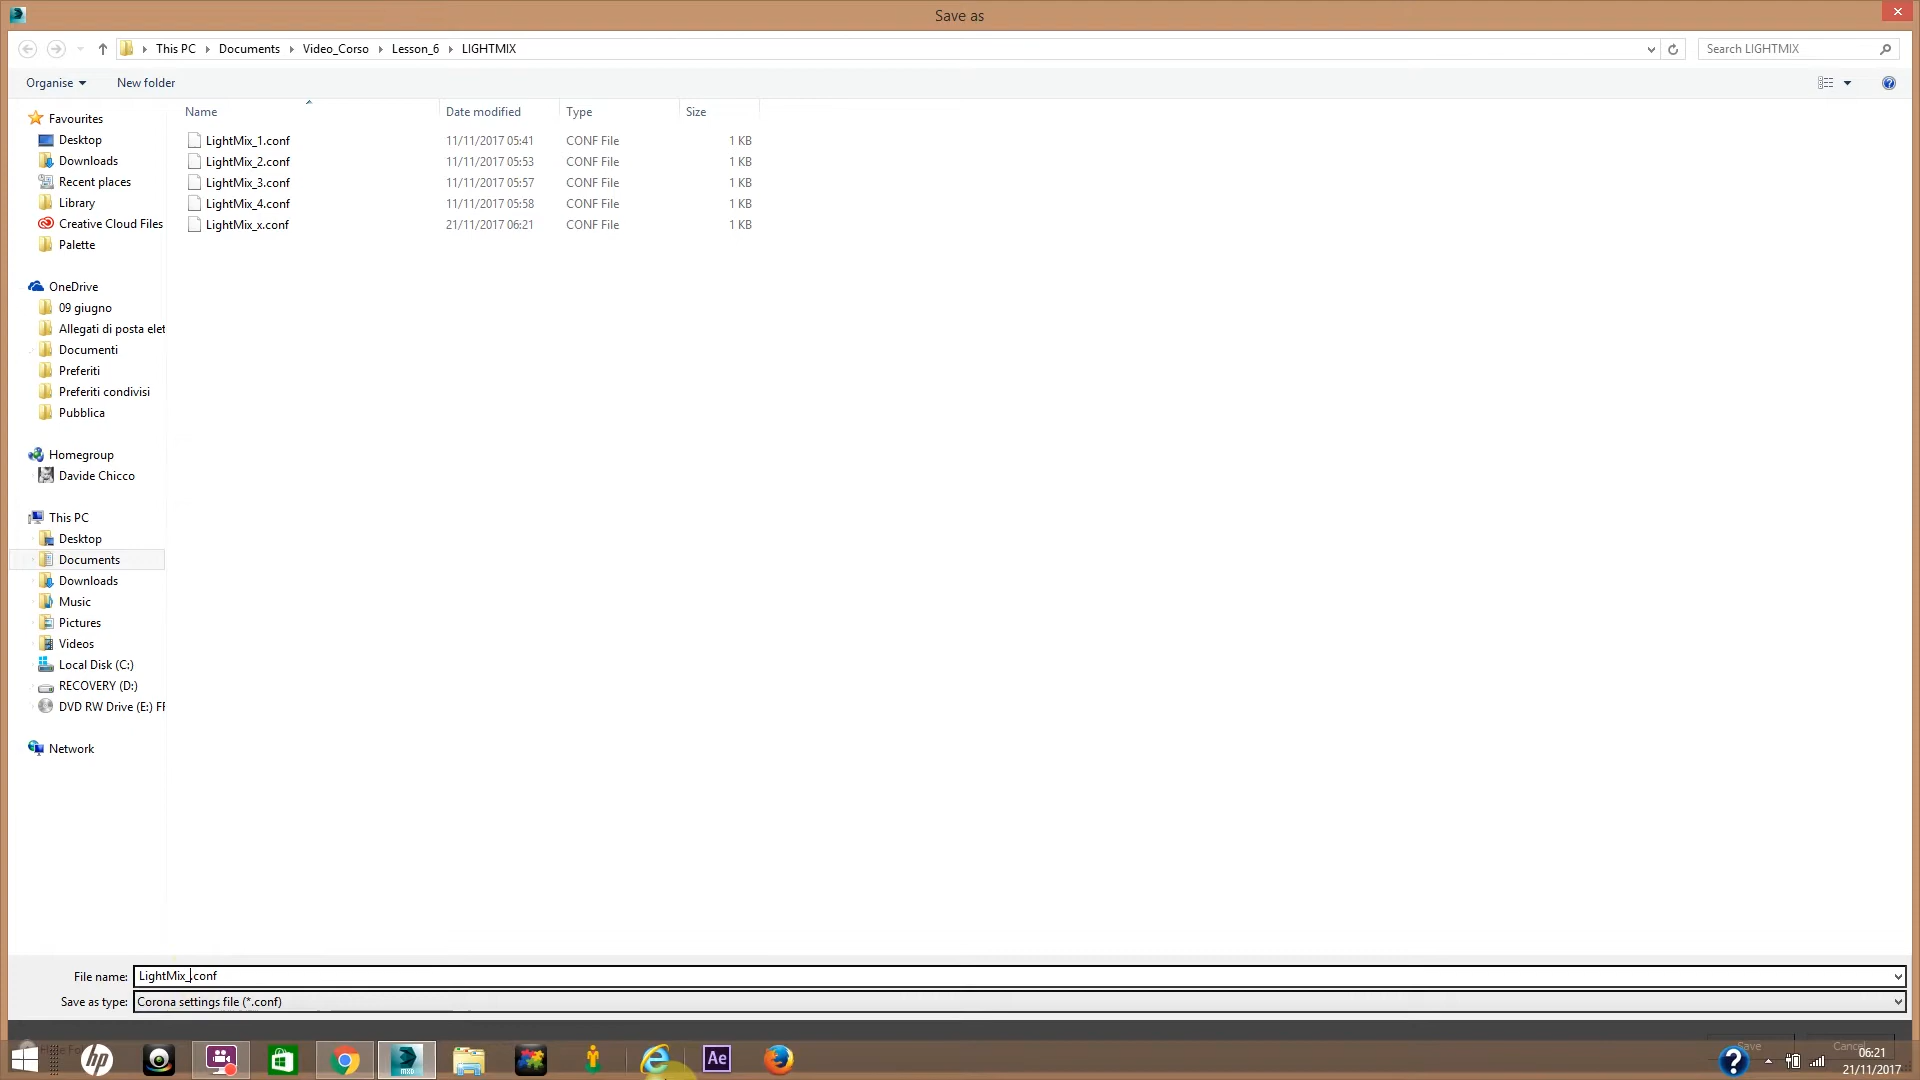 Save as
This PC Documents Video_Corso Lesson_6 LIGHTMIX
Search LIGHTMIX
Organise
New folder
Name Date modified Type Size
LightMix_1.conf 11/11/2017 05:41 CONF File 1 KB
LightMix_2.conf 11/11/2017 05:53 CONF File 1 KB
LightMix_3.conf 11/11/2017 05:57 CONF File 1 KB
LightMix_4.conf 11/11/2017 05:58 CONF File 1 KB
LightMix_x.conf 21/11/2017 06:21 CONF File 1 KB
Favourites
Desktop
Downloads
Recent places
Library
Creative Cloud Files
Palette
OneDrive
09 giugno
Allegati di posta elet
Documenti
Preferiti
Preferiti condivisi
Pubblica
Homegroup
Davide Chicco
This PC
Desktop
Documents
Downloads
Music
Pictures
Videos
Local Disk (C:)
RECOVERY (D:)
DVD RW Drive (E:) FF
Network
File name: LightMix_.conf
Save as type: Corona settings file (*.conf)
Save
Cancel
hp
MXD
Ae
?
06:21
21/11/2017